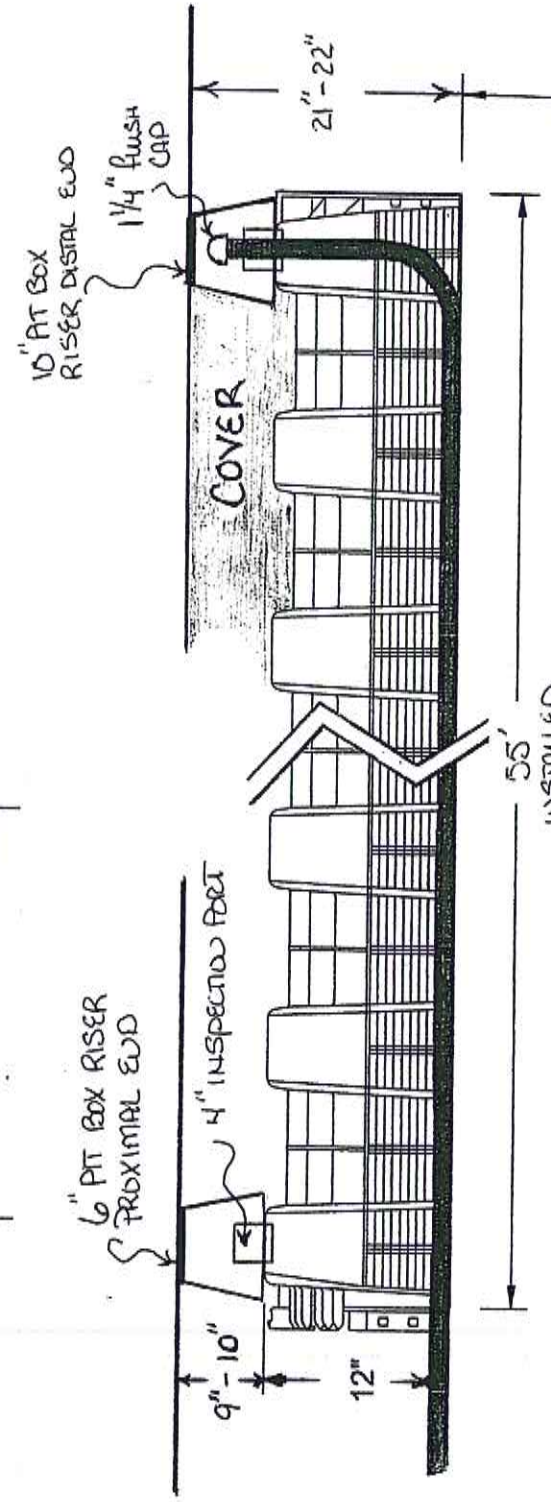 10" PIT BOX
RISER DISTAL END
1¼" FLUSH
CAP
COVER
21"-22"
6" PIT BOX RISER
PROXIMAL END
4" INSPECTION PORT
9"-10"
12"
55'
INSTALLED